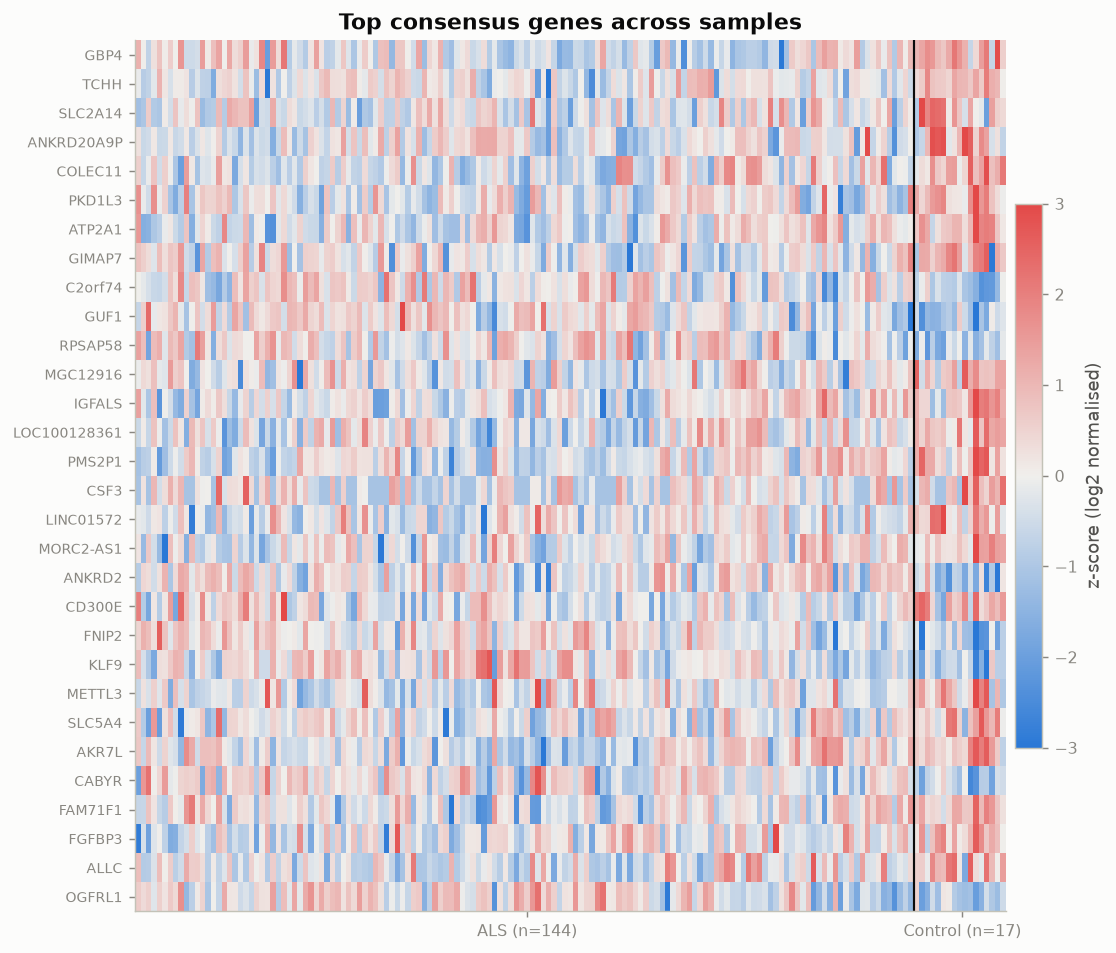 Top consensus genes across samples
GBP4
TCHH
SLC2A14
ANKRD20A9P
COLEC11
PKD1L3
ATP2A1
GIMAP7
C2orf74
GUF1
RPSAP58
MGC12916
IGFALS
LOC100128361
PMS2P1
CSF3
LINC01572
MORC2-AS1
ANKRD2
CD300E
FNIP2
KLF9
METTL3
SLC5A4
AKR7L
CABYR
FAM71F1
FGFBP3
ALLC
OGFRL1
ALS (n=144)
Control (n=17)
3
2
1
0
−1
−2
−3
z-score (log2 normalised)